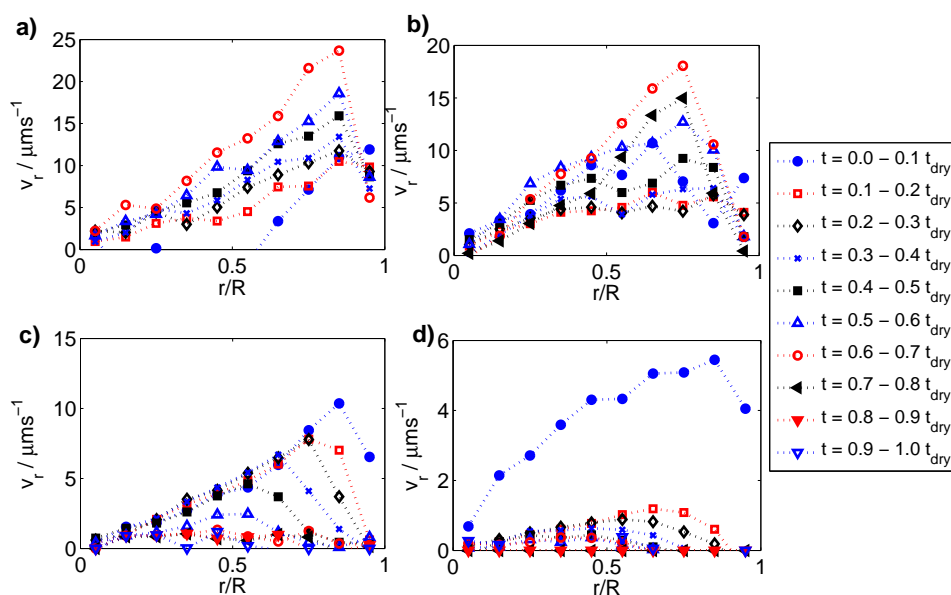 a)
25
20
15
10
5
0
v_r / μms⁻¹
0
0.5
1
r/R
b)
20
15
10
5
0
v_r / μms⁻¹
0
0.5
1
r/R
c)
15
10
5
0
v_r / μms⁻¹
0
0.5
1
r/R
d)
6
4
2
0
v_r / μms⁻¹
0
0.5
1
r/R
t = 0.0 – 0.1 t_dry
t = 0.1 – 0.2 t_dry
t = 0.2 – 0.3 t_dry
t = 0.3 – 0.4 t_dry
t = 0.4 – 0.5 t_dry
t = 0.5 – 0.6 t_dry
t = 0.6 – 0.7 t_dry
t = 0.7 – 0.8 t_dry
t = 0.8 – 0.9 t_dry
t = 0.9 – 1.0 t_dry